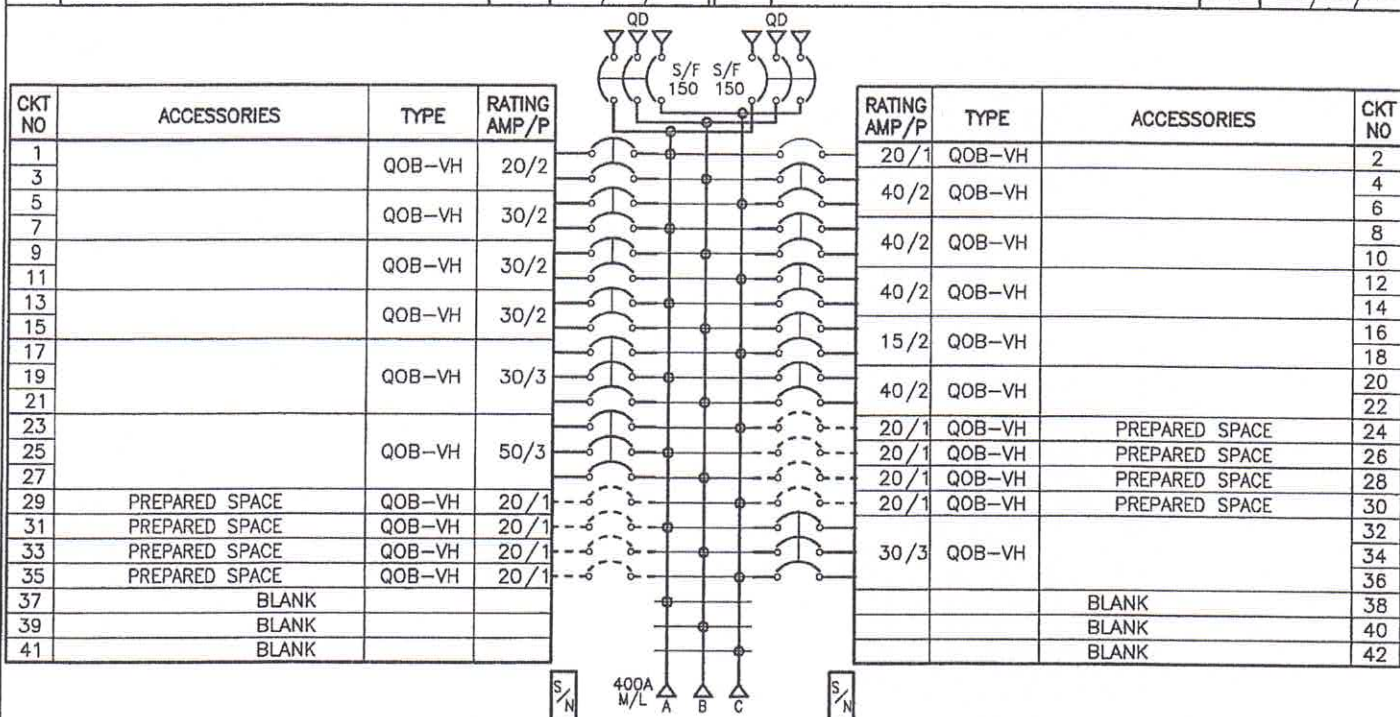 QD QD
S/F S/F
150 150
CKT NO ACCESSORIES TYPE RATING AMP/P
1
3 QOB-VH 20/2
5
7 QOB-VH 30/2
9
11 QOB-VH 30/2
13
15 QOB-VH 30/2
17
19 QOB-VH 30/3
21
23
25 QOB-VH 50/3
27
29 PREPARED SPACE QOB-VH 20/1
31 PREPARED SPACE QOB-VH 20/1
33 PREPARED SPACE QOB-VH 20/1
35 PREPARED SPACE QOB-VH 20/1
37 BLANK
39 BLANK
41 BLANK
RATING AMP/P TYPE ACCESSORIES CKT NO
20/1 QOB-VH 2
40/2 QOB-VH 4
6
40/2 QOB-VH 8
10
40/2 QOB-VH 12
14
15/2 QOB-VH 16
18
40/2 QOB-VH 20
22
20/1 QOB-VH PREPARED SPACE 24
20/1 QOB-VH PREPARED SPACE 26
20/1 QOB-VH PREPARED SPACE 28
20/1 QOB-VH PREPARED SPACE 30
32
30/3 QOB-VH 34
36
BLANK 38
BLANK 40
BLANK 42
S/N 400A M/L A B C S/N